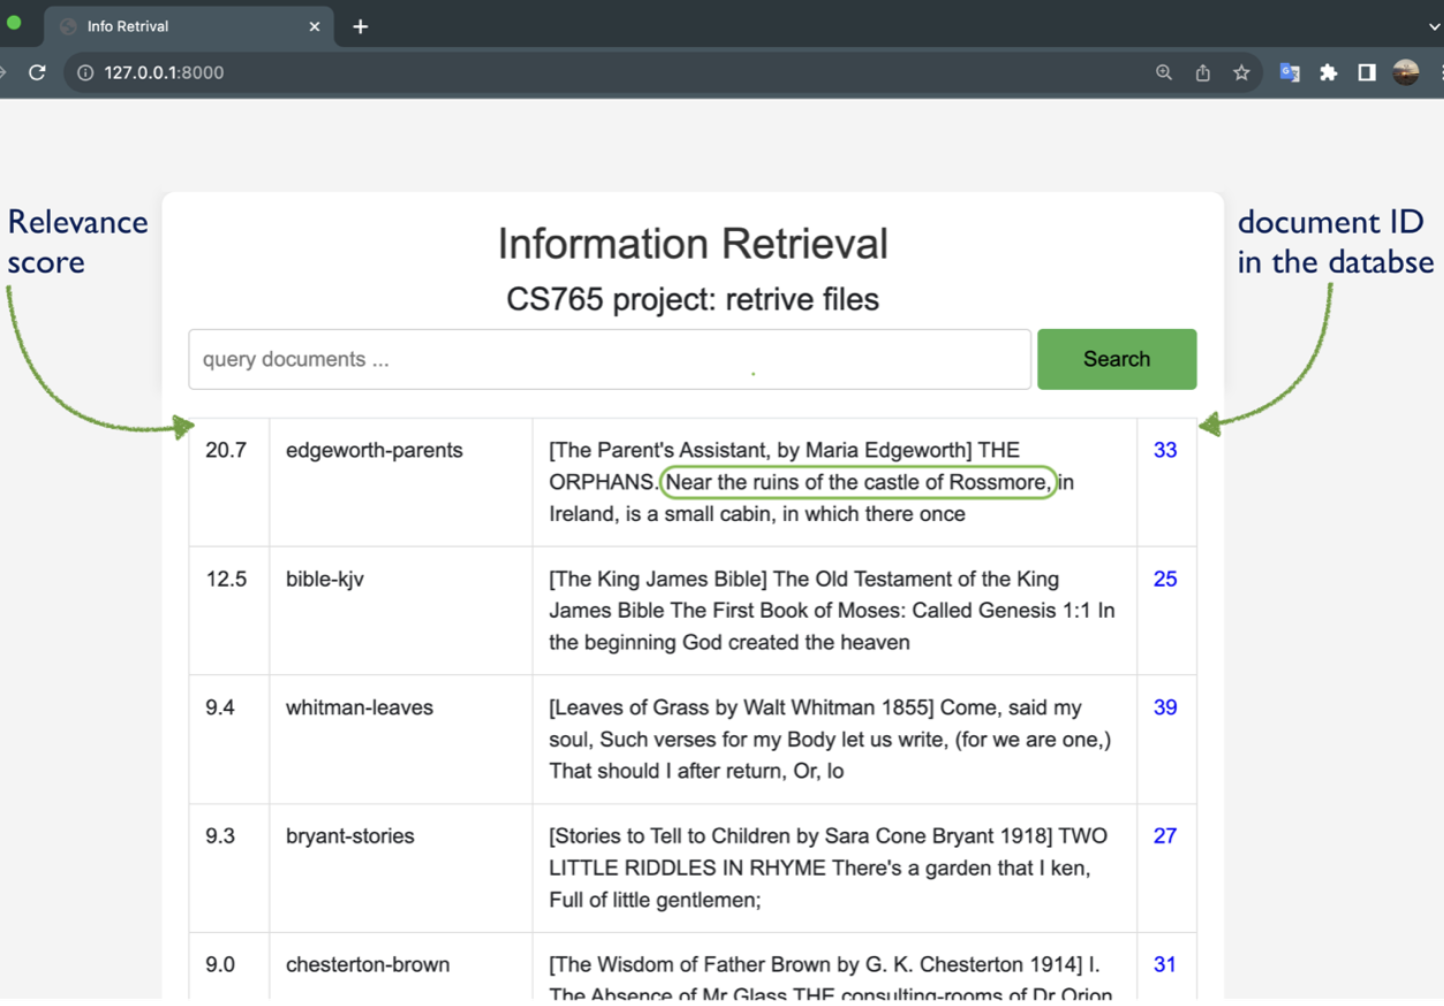 Info Retrival
127.0.0.1:8000
Relevance
score
document ID
in the databse
Information Retrieval
CS765 project: retrive files
query documents ...
Search
20.7
edgeworth-parents
[The Parent's Assistant, by Maria Edgeworth] THE
ORPHANS. Near the ruins of the castle of Rossmore, in
Ireland, is a small cabin, in which there once
33
12.5
bible-kjv
[The King James Bible] The Old Testament of the King
James Bible The First Book of Moses: Called Genesis 1:1 In
the beginning God created the heaven
25
9.4
whitman-leaves
[Leaves of Grass by Walt Whitman 1855] Come, said my
soul, Such verses for my Body let us write, (for we are one,)
That should I after return, Or, lo
39
9.3
bryant-stories
[Stories to Tell to Children by Sara Cone Bryant 1918] TWO
LITTLE RIDDLES IN RHYME There's a garden that I ken,
Full of little gentlemen;
27
9.0
chesterton-brown
[The Wisdom of Father Brown by G. K. Chesterton 1914] I.
The Absence of Mr Glass THE consulting-rooms of Dr Orion
31